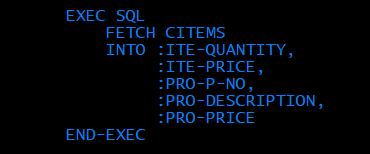 EXEC SQL
FETCH CITEMS
INTO :ITE-QUANTITY,
:ITE-PRICE,
:PRO-P-NO,
:PRO-DESCRIPTION,
:PRO-PRICE
END-EXEC